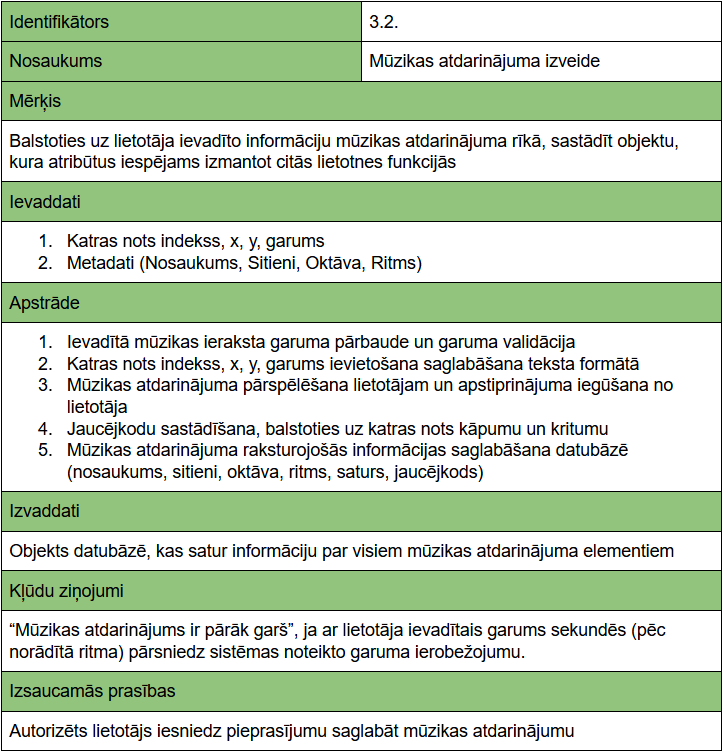 Identifikātors 3.2.
Nosaukums Mūzikas atdarinājuma izveide
Mērķis
Balstoties uz lietotāja ievadīto informāciju mūzikas atdarinājuma rīkā, sastādīt objektu,
kura atribūtus iespējams izmantot citās lietotnes funkcijās
Ievaddati
1. Katras nots indekss, x, y, garums
2. Metadati (Nosaukums, Sitieni, Oktāva, Ritms)
Apstrāde
1. Ievadītā mūzikas ieraksta garuma pārbaude un garuma validācija
2. Katras nots indekss, x, y, garums ievietošana saglabāšana teksta formātā
3. Mūzikas atdarinājuma pārspēlēšana lietotājam un apstiprinājuma iegūšana no
lietotāja
4. Jaucējkodu sastādīšana, balstoties uz katras nots kāpumu un kritumu
5. Mūzikas atdarinājuma raksturojošās informācijas saglabāšana datubāzē
(nosaukums, sitieni, oktāva, ritms, saturs, jaucējkods)
Izvaddati
Objekts datubāzē, kas satur informāciju par visiem mūzikas atdarinājuma elementiem
Kļūdu ziņojumi
“Mūzikas atdarinājums ir pārāk garš”, ja ar lietotāja ievadītais garums sekundēs (pēc
norādītā ritma) pārsniedz sistēmas noteikto garuma ierobežojumu.
Izsaucamās prasības
Autorizēts lietotājs iesniedz pieprasījumu saglabāt mūzikas atdarinājumu